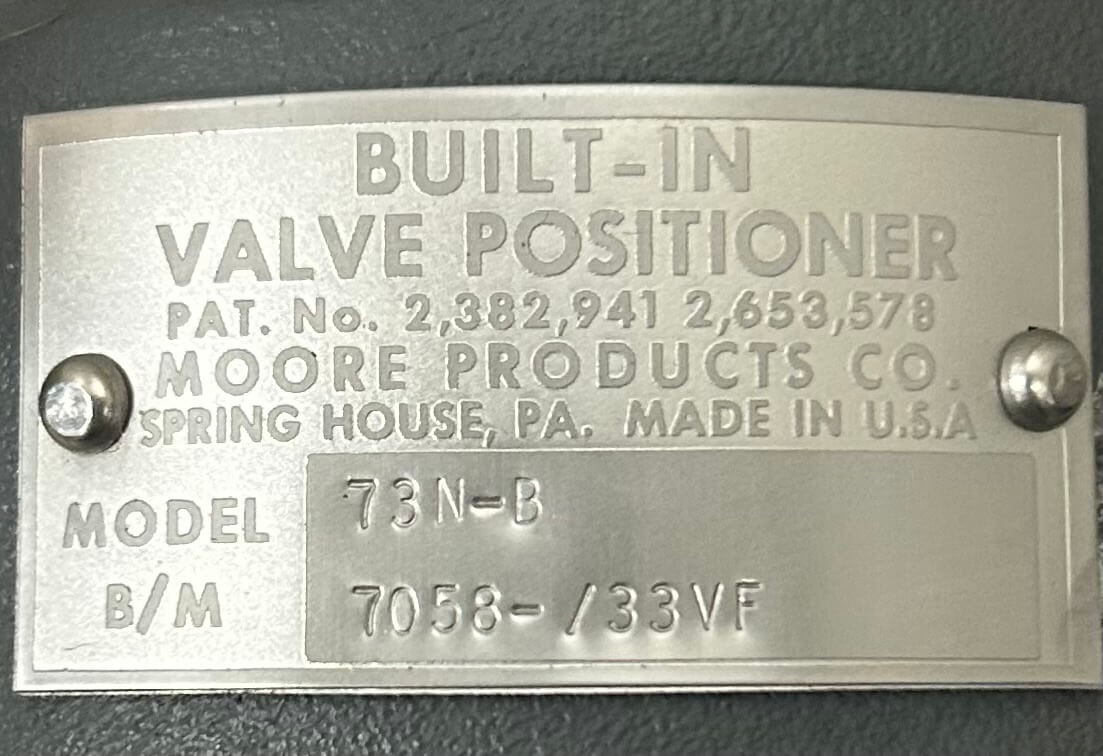 BUILT-IN
VALVE POSITIONER
PAT. No. 2,382,941 2,653,578
MOORE PRODUCTS CO.
SPRING HOUSE, PA. MADE IN U.S.A
MODEL 73N-B
B/M 7058-/33VF